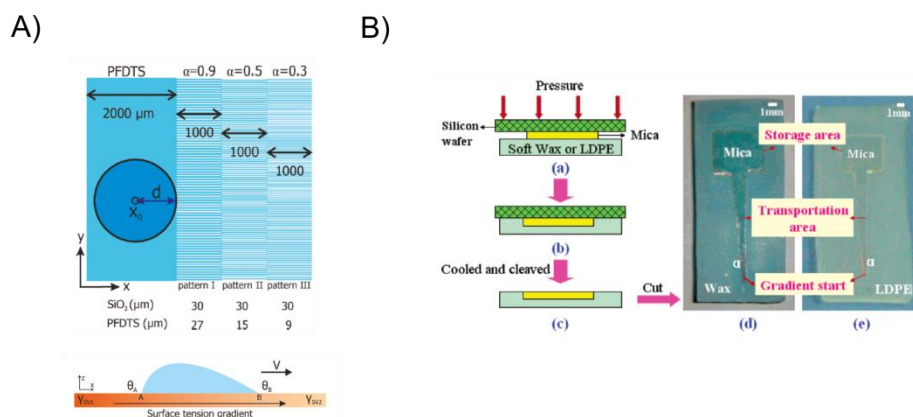 A)
PFDTS α=0.9 α=0.5 α=0.3
2000 μm
1000
1000
1000
d
X₀
y
x
pattern I pattern II pattern III
SiO₂(μm) 30 30 30
PFDTS (μm) 27 15 9
z
x
θA
θB
V
γSV1
A
B
γSV2
Surface tension gradient
B)
Pressure
Silicon
wafer
Mica
Soft Wax or LDPE
(a)
(b)
Cooled and cleaved
(c)
Cut
1mm
1mm
Storage area
Mica
Mica
Transportation
area
α
α
Gradient start
Wax
LDPE
(d)
(e)